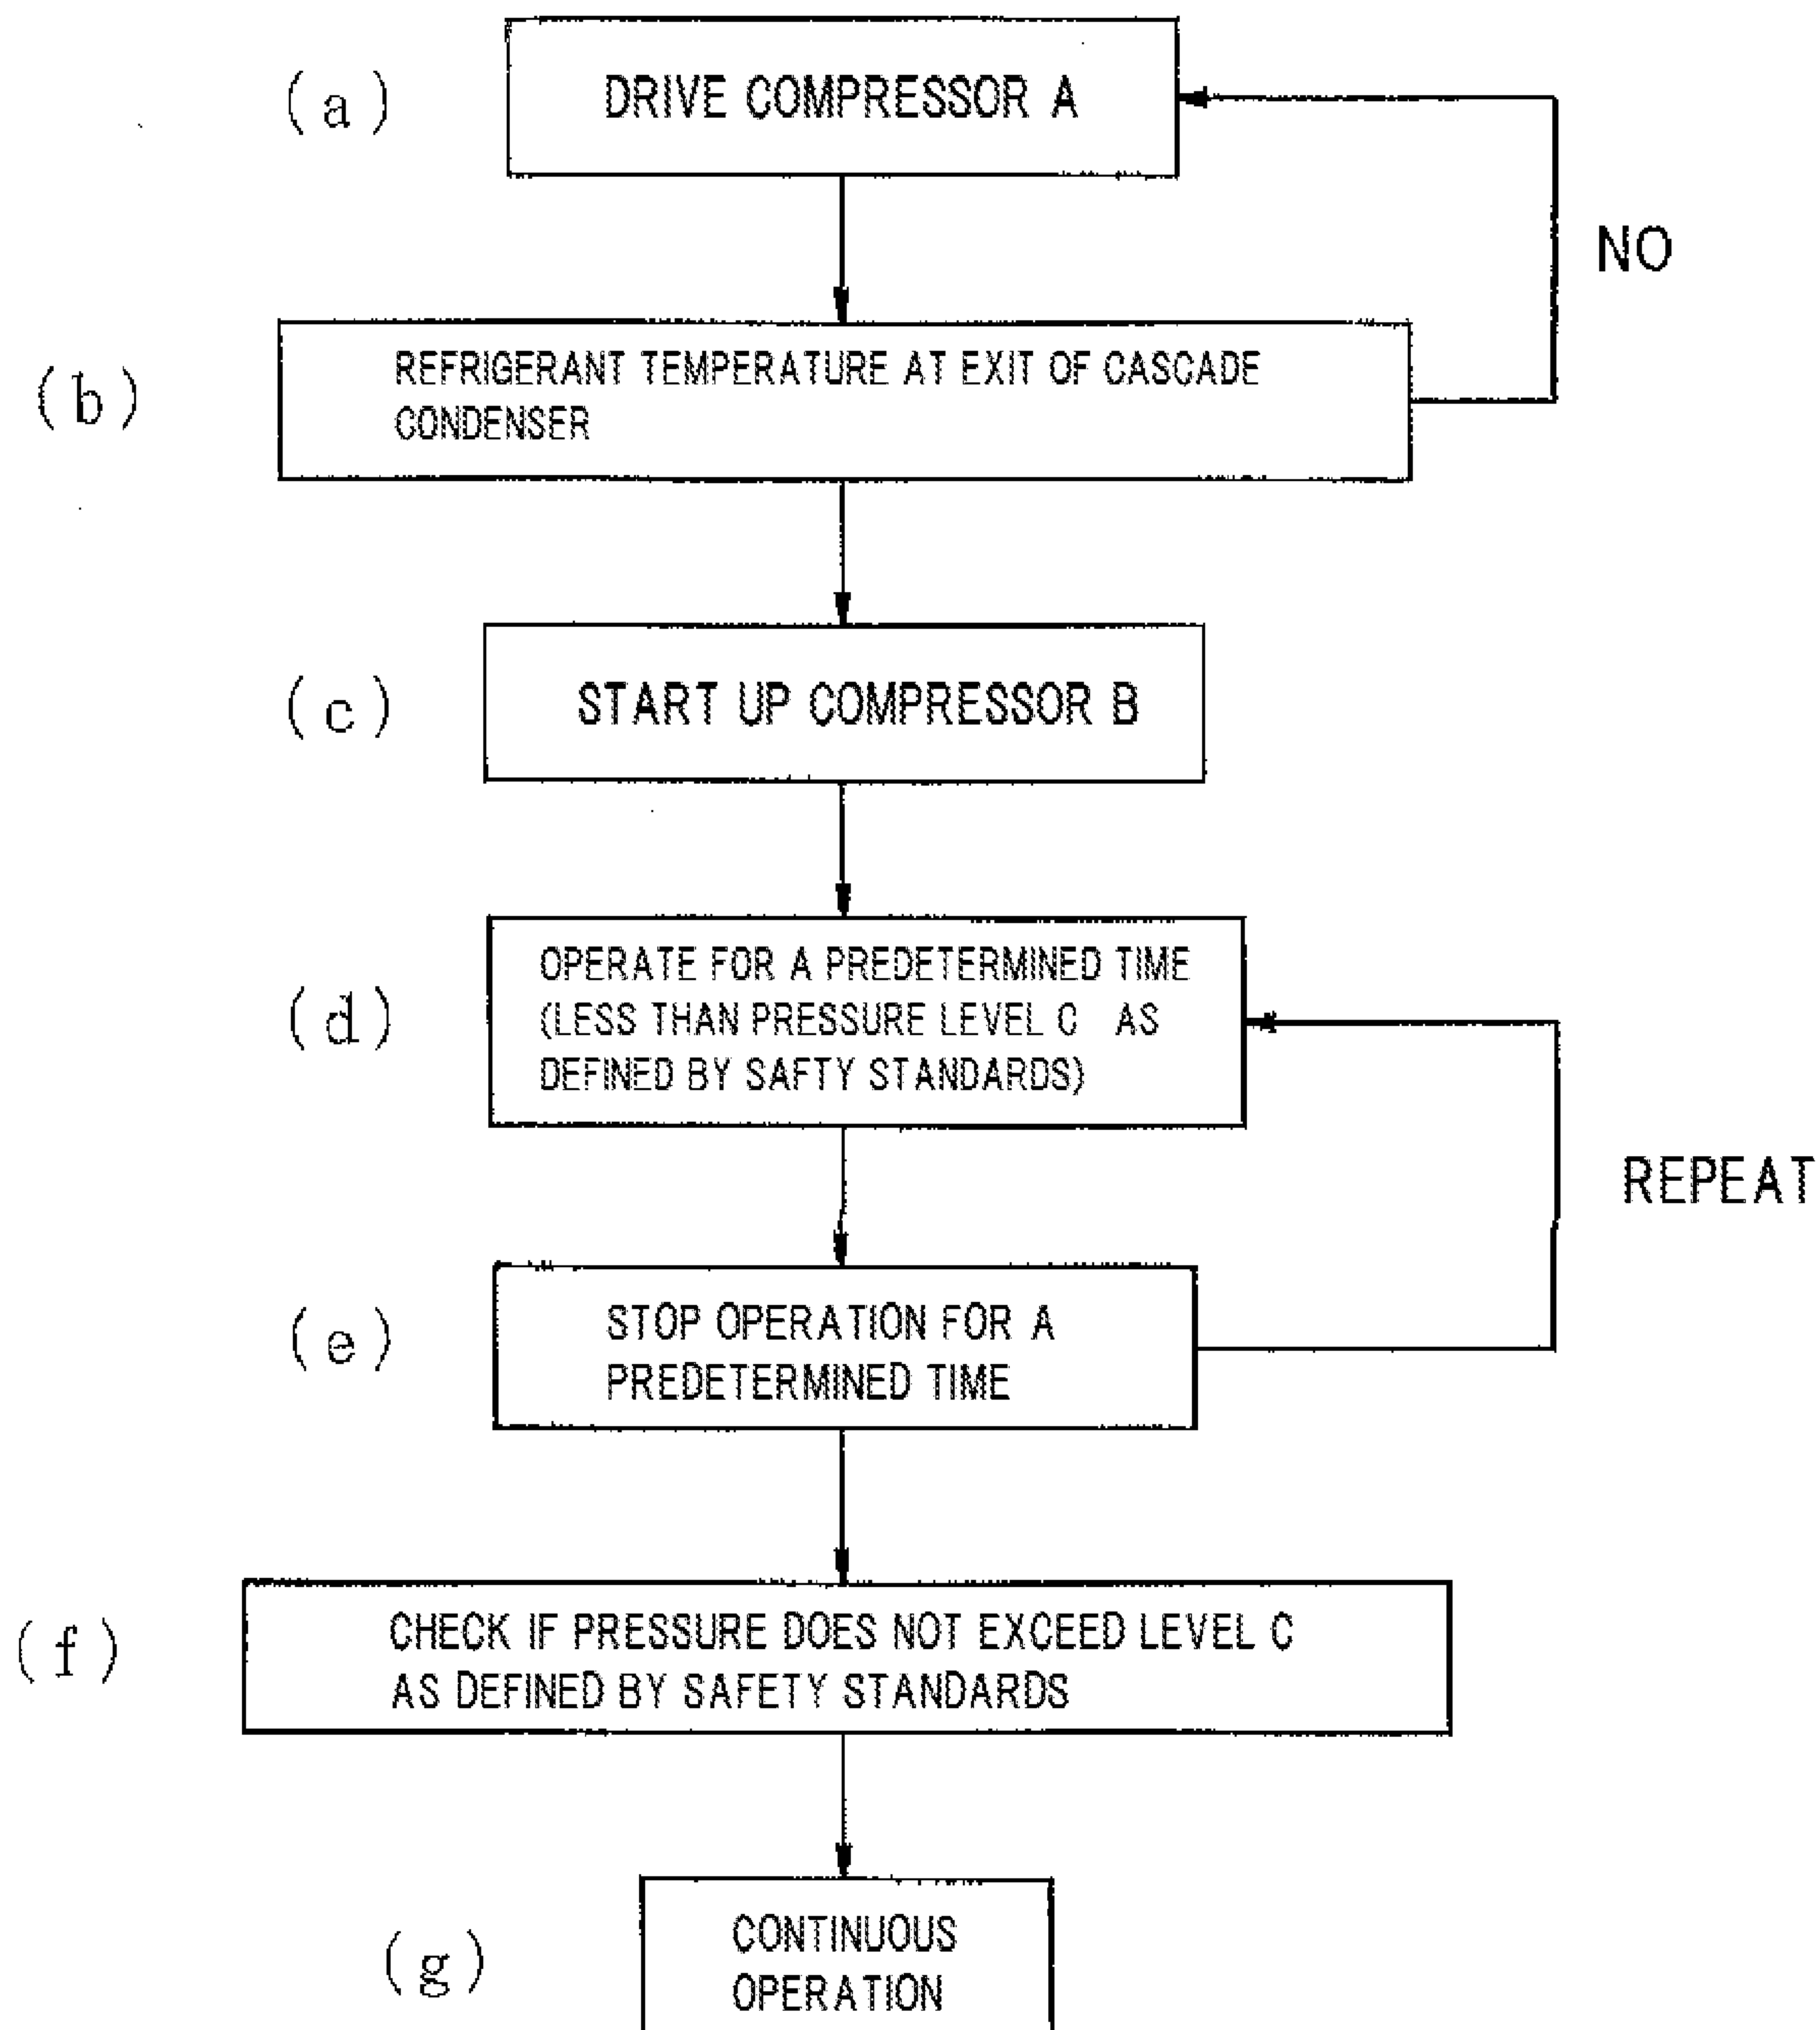 (a)
DRIVE COMPRESSOR A
NO
(b)
REFRIGERANT TEMPERATURE AT EXIT OF CASCADE
CONDENSER
(c)
START UP COMPRESSOR B
(d)
OPERATE FOR A PREDETERMINED TIME
(LESS THAN PRESSURE LEVEL C AS
DEFINED BY SAFTY STANDARDS)
REPEAT
(e)
STOP OPERATION FOR A
PREDETERMINED TIME
(f)
CHECK IF PRESSURE DOES NOT EXCEED LEVEL C
AS DEFINED BY SAFETY STANDARDS
(g)
CONTINUOUS
OPERATION